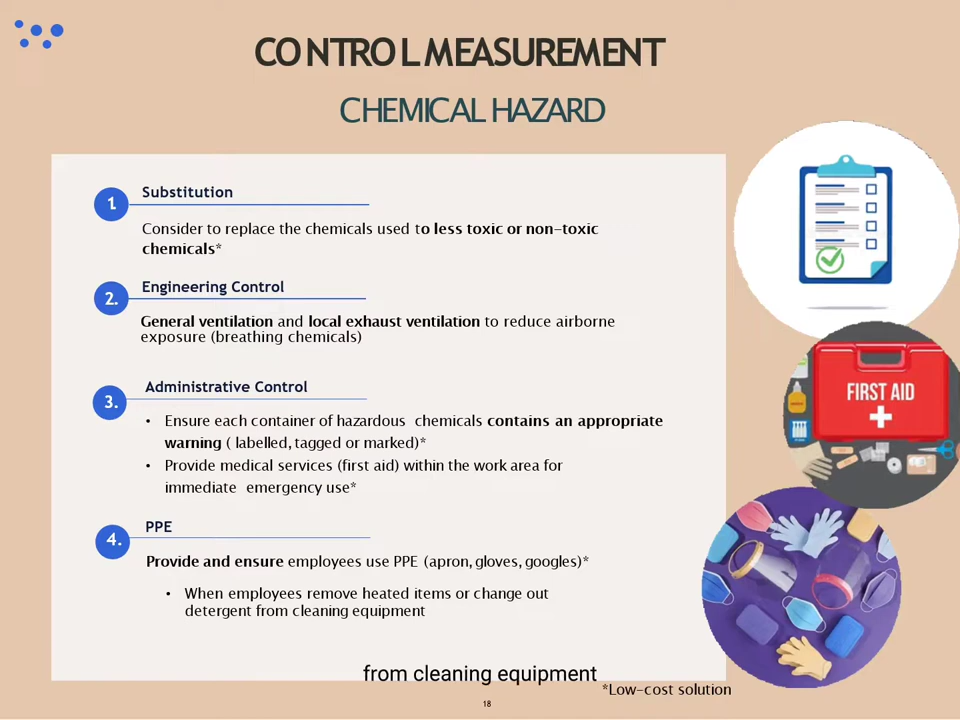 CONTROL MEASUREMENT
CHEMICAL HAZARD
1
Substitution
Consider to replace the chemicals used to less toxic or non-toxic
chemicals*
2.
Engineering Control
General ventilation and local exhaust ventilation to reduce airborne
exposure (breathing chemicals)
3.
Administrative Control
• Ensure each container of hazardous chemicals contains an appropriate
warning ( labelled, tagged or marked)*
• Provide medical services (first aid) within the work area for
immediate emergency use*
4.
PPE
Provide and ensure employees use PPE (apron, gloves, googles)*
• When employees remove heated items or change out
detergent from cleaning equipment
FIRST AID
from cleaning equipment
*Low-cost solution
18